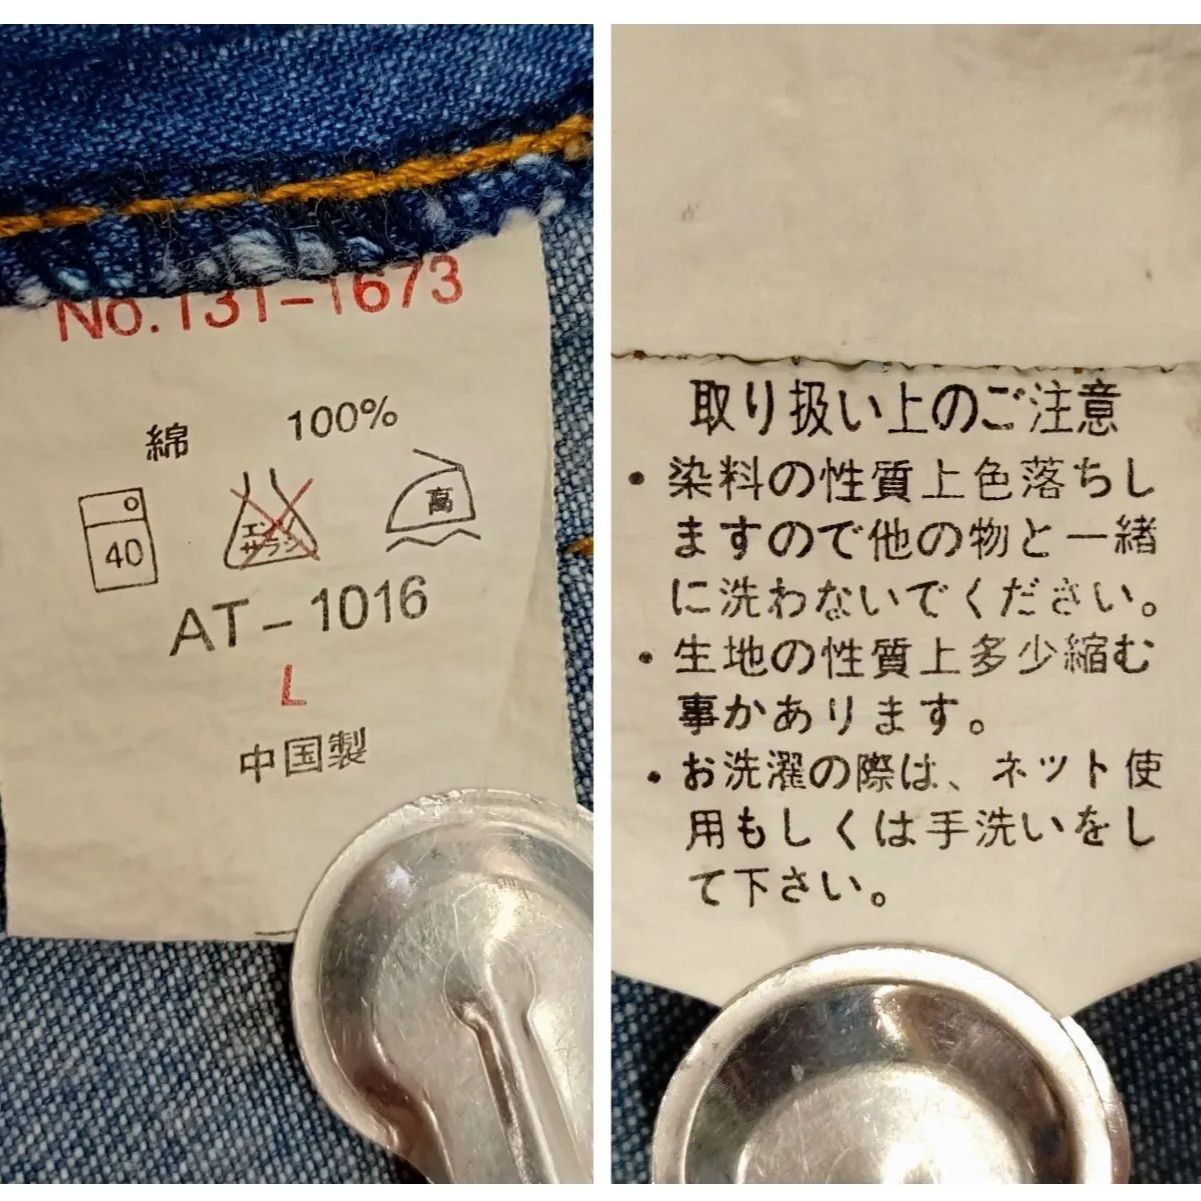 No.131-1673
綿 100%
40
エンソ
サラシ
高
AT-1016
L
中国製
取り扱い上のご注意
・染料の性質上色落ちし
ますので他の物と一緒
に洗わないでください。
・生地の性質上多少縮む
事かあります。
・お洗濯の際は、ネット使
用もしくは手洗いをし
て下さい。